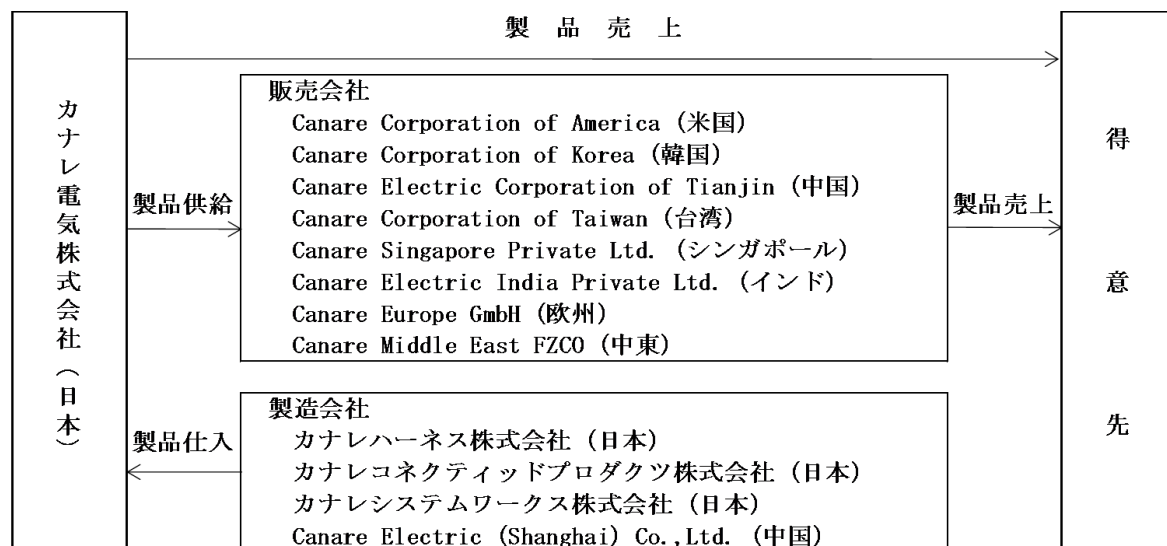 製品売上
カナレ電気株式会社(日本)
製品供給
販売会社
Canare Corporation of America (米国)
Canare Corporation of Korea (韓国)
Canare Electric Corporation of Tianjin (中国)
Canare Corporation of Taiwan (台湾)
Canare Singapore Private Ltd. (シンガポール)
Canare Electric India Private Ltd. (インド)
Canare Europe GmbH (欧州)
Canare Middle East FZCO (中東)
製品売上
得意先
製品仕入
製造会社
カナレハーネス株式会社 (日本)
カナレコネクティッドプロダクツ株式会社 (日本)
カナレシステムワークス株式会社 (日本)
Canare Electric (Shanghai) Co.,Ltd. (中国)